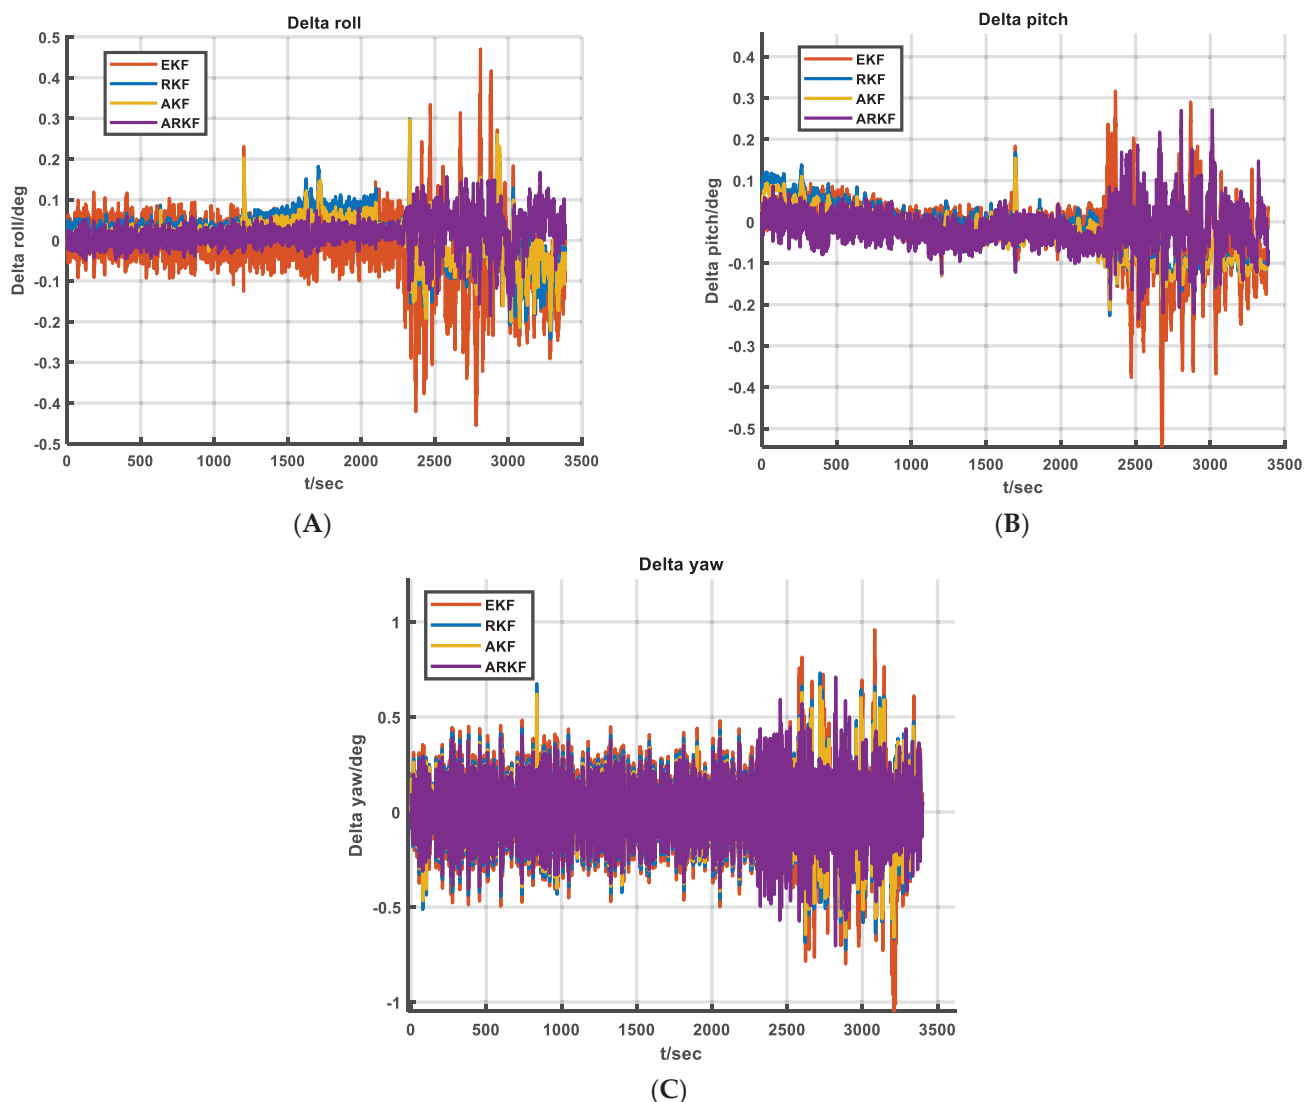 Delta roll
0.5
0.4
0.3
0.2
0.1
0
-0.1
-0.2
-0.3
-0.4
-0.5
Delta roll/deg
EKF
RKF
AKF
ARKF
0 500 1000 1500 2000 2500 3000 3500
t/sec
(A)
Delta pitch
0.4
0.3
0.2
0.1
0
-0.1
-0.2
-0.3
-0.4
-0.5
Delta pitch/deg
EKF
RKF
AKF
ARKF
0 500 1000 1500 2000 2500 3000 3500
t/sec
(B)
Delta yaw
1
0.5
0
-0.5
-1
Delta yaw/deg
EKF
RKF
AKF
ARKF
0 500 1000 1500 2000 2500 3000 3500
t/sec
(C)